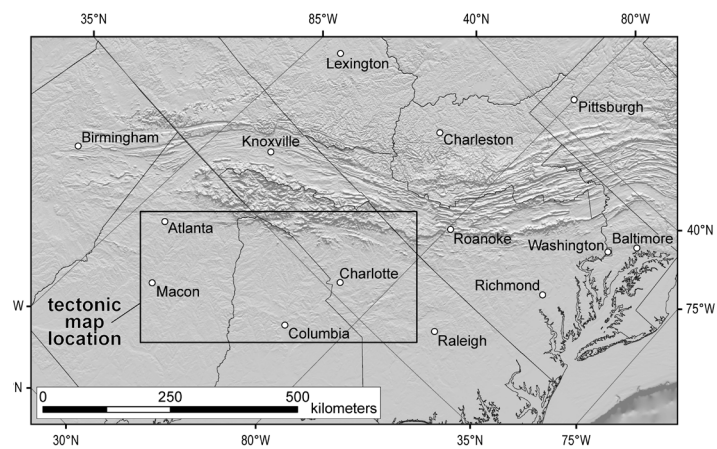 35°N 85°W 40°N 80°W
Lexington
Pittsburgh
Birmingham
Knoxville
Charleston
Atlanta
Roanoke
40°N
Washington
Baltimore
Macon
Charlotte
Richmond
W
tectonic
map
location
75°W
Columbia
Raleigh
N
0 250 500
kilometers
30°N 80°W 35°N 75°W